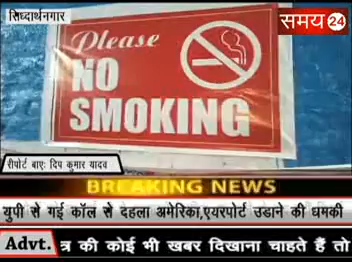 सिध्दार्थनगर
समय 24
Please
NO
SMOKING
रीपोर्ट बाए: दिप कुमार यादव
BREAKING NEWS
यूपी से गई कॉल से दहला अमेरिका,एयरपोर्ट उडाने की धमकी
Advt. त्र की कोई भी खबर दिखाना चाहते हैं तो